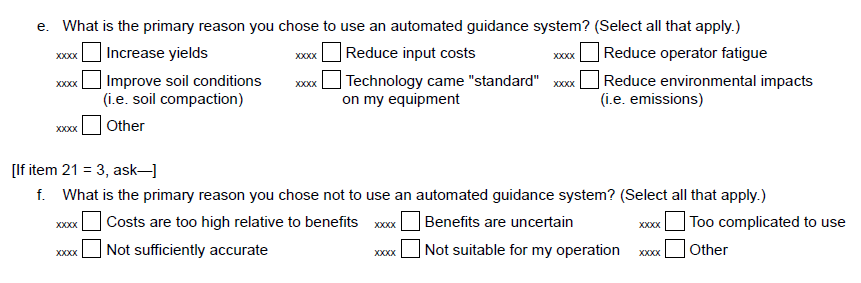 e. What is the primary reason you chose to use an automated guidance system? (Select all that apply.)
xxxx Increase yields xxxx Reduce input costs xxxx Reduce operator fatigue
xxxx Improve soil conditions xxxx Technology came "standard" xxxx Reduce environmental impacts
(i.e. soil compaction) on my equipment (i.e. emissions)
xxxx Other
[If item 21 = 3, ask—]
f. What is the primary reason you chose not to use an automated guidance system? (Select all that apply.)
xxxx Costs are too high relative to benefits xxxx Benefits are uncertain xxxx Too complicated to use
xxxx Not sufficiently accurate xxxx Not suitable for my operation xxxx Other